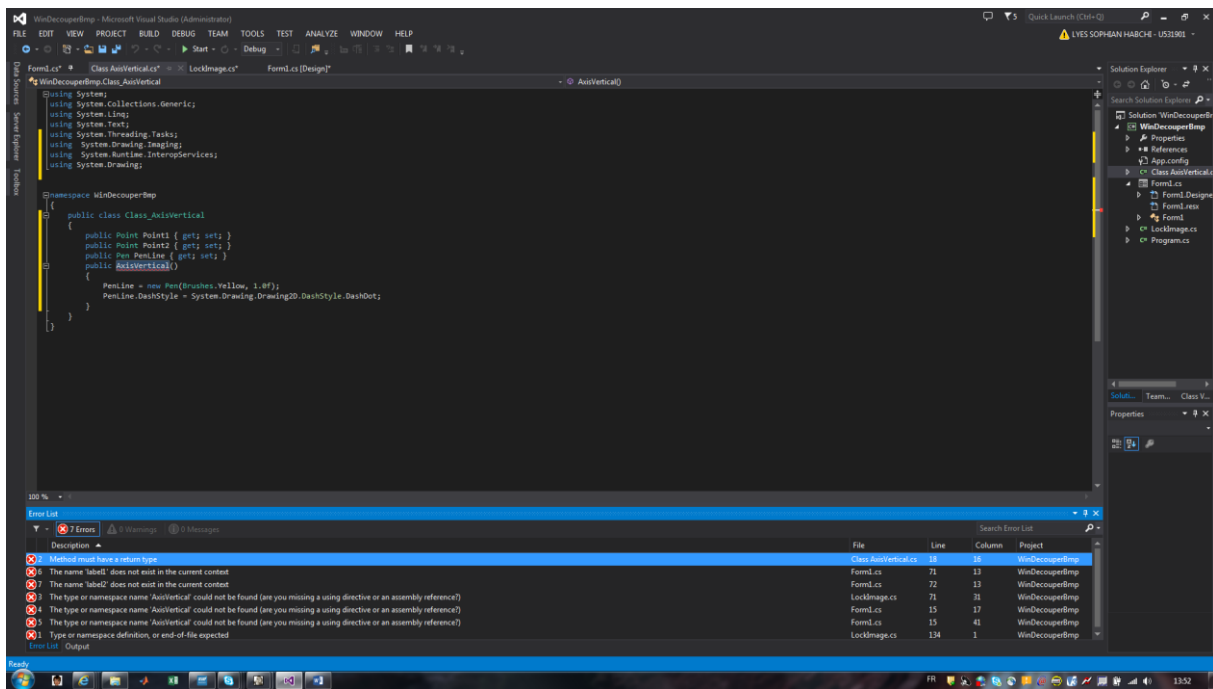 WinDecouperBmp - Microsoft Visual Studio (Administrator)
5 Quick Launch (Ctrl+Q)
FILE EDIT VIEW PROJECT BUILD DEBUG TEAM TOOLS TEST ANALYZE WINDOW HELP
LYES SOPHIAN HABCHI - U531901
Start Debug
Data Sources
Server Explorer
Toolbox
Form1.cs* Class AxisVertical.cs* LockImage.cs* Form1.cs [Design]*
WinDecouperBmp.Class_AxisVertical AxisVertical()
using System;
using System.Collections.Generic;
using System.Linq;
using System.Text;
using System.Threading.Tasks;
using System.Drawing.Imaging;
using System.Runtime.InteropServices;
using System.Drawing;
namespace WinDecouperBmp
{
public class Class_AxisVertical
{
public Point Point1 { get; set; }
public Point Point2 { get; set; }
public Pen PenLine { get; set; }
public AxisVertical()
{
PenLine = new Pen(Brushes.Yellow, 1.0f);
PenLine.DashStyle = System.Drawing.Drawing2D.DashStyle.DashDot;
}
}
}
100 %
Solution Explorer
Search Solution Explorer
Solution 'WinDecouperBr
WinDecouperBmp
Properties
References
App.config
Class AxisVertical.c
Form1.cs
Form1.Designe
Form1.resx
Form1
LockImage.cs
Program.cs
Soluti... Team... Class V...
Properties
Error List
7 Errors 0 Warnings 0 Messages Search Error List
Description File Line Column Project
2 Method must have a return type Class AxisVertical.cs 18 16 WinDecouperBmp
6 The name 'label1' does not exist in the current context Form1.cs 71 13 WinDecouperBmp
7 The name 'label2' does not exist in the current context Form1.cs 72 13 WinDecouperBmp
3 The type or namespace name 'AxisVertical' could not be found (are you missing a using directive or an assembly reference?) LockImage.cs 71 31 WinDecouperBmp
4 The type or namespace name 'AxisVertical' could not be found (are you missing a using directive or an assembly reference?) Form1.cs 15 17 WinDecouperBmp
5 The type or namespace name 'AxisVertical' could not be found (are you missing a using directive or an assembly reference?) Form1.cs 15 41 WinDecouperBmp
1 Type or namespace definition, or end-of-file expected LockImage.cs 134 1 WinDecouperBmp
Error List Output
Ready
FR 13:52